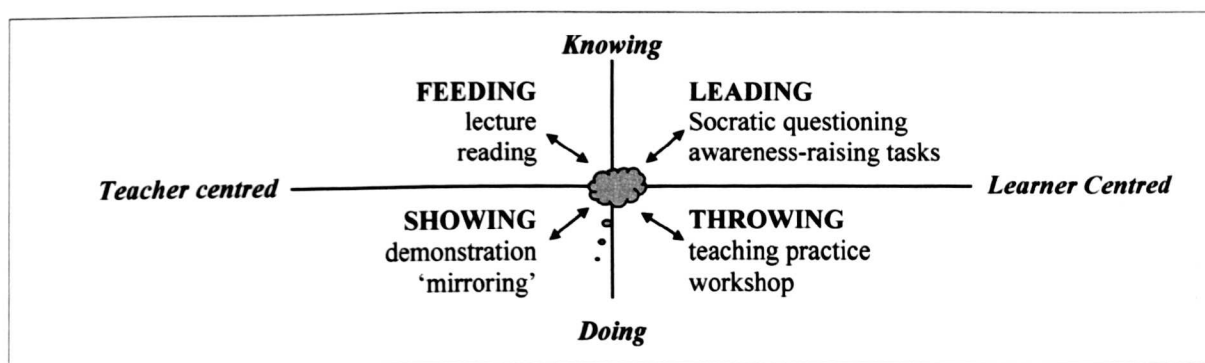 Knowing
FEEDING
lecture
reading
LEADING
Socratic questioning
awareness-raising tasks
Teacher centred
Learner Centred
SHOWING
demonstration
‘mirroring’
THROWING
teaching practice
workshop
Doing